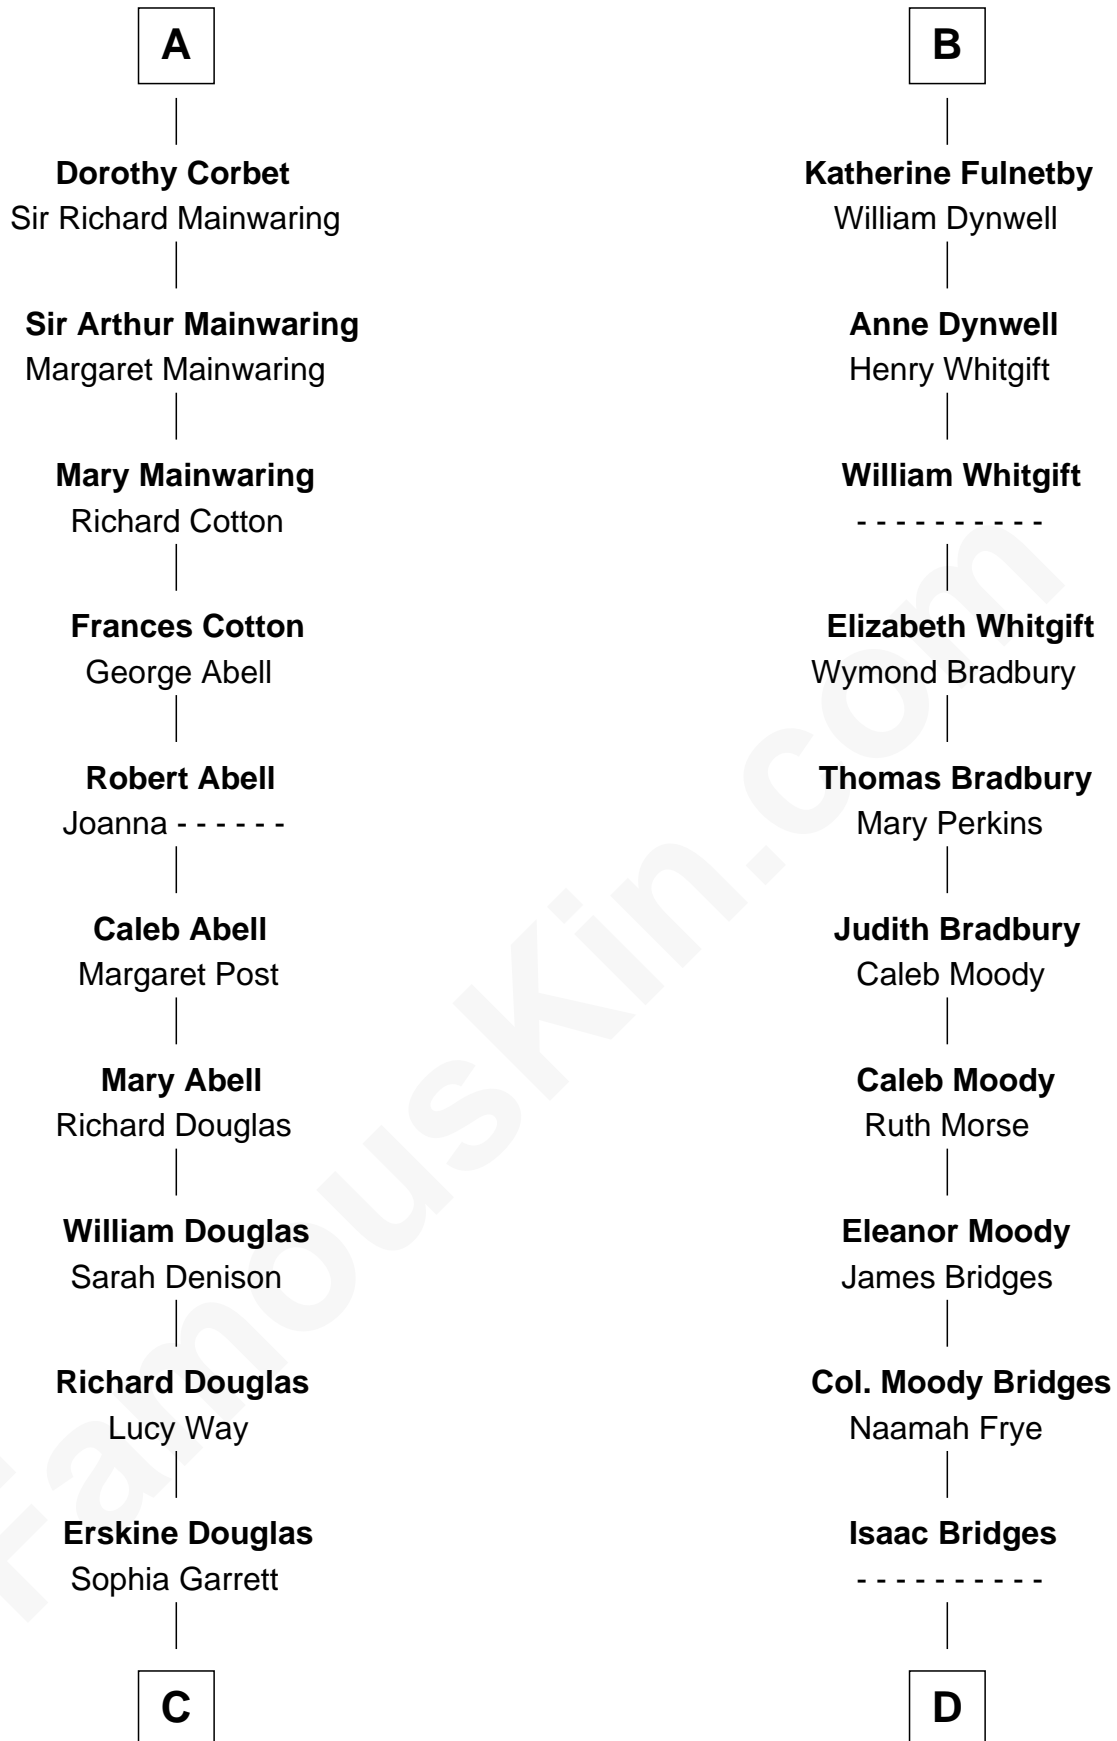 A
Dorothy Corbet
Sir Richard Mainwaring
Sir Arthur Mainwaring
Margaret Mainwaring
Mary Mainwaring
Richard Cotton
Frances Cotton
George Abell
Robert Abell
Joanna - - - - - -
Caleb Abell
Margaret Post
Mary Abell
Richard Douglas
William Douglas
Sarah Denison
Richard Douglas
Lucy Way
Erskine Douglas
Sophia Garrett
C
B
Katherine Fulnetby
William Dynwell
Anne Dynwell
Henry Whitgift
William Whitgift
- - - - - - - - - -
Elizabeth Whitgift
Wymond Bradbury
Thomas Bradbury
Mary Perkins
Judith Bradbury
Caleb Moody
Caleb Moody
Ruth Morse
Eleanor Moody
James Bridges
Col. Moody Bridges
Naamah Frye
Isaac Bridges
- - - - - - - - - -
D
FamousKin.com